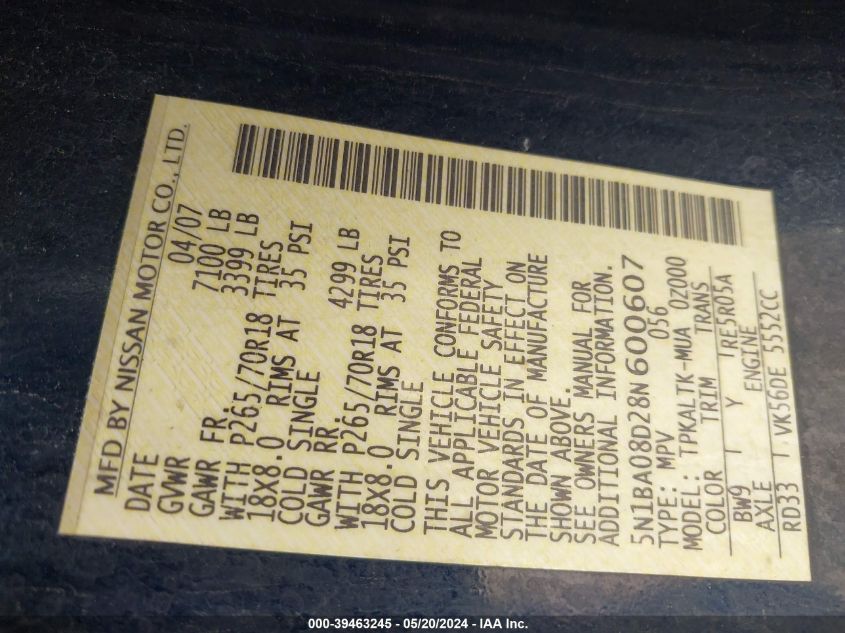 MFD BY NISSAN MOTOR CO., LTD.
DATE 04/07
GVWR 7100 LB
GAWR FR. 3399 LB
WITH P265/70R18 TIRES
18X8.0 RIMS AT 35 PSI
COLD SINGLE
GAWR RR. 4299 LB
WITH P265/70R18 TIRES
18X8.0 RIMS AT 35 PSI
COLD SINGLE
THIS VEHICLE CONFORMS TO
ALL APPLICABLE FEDERAL
MOTOR VEHICLE SAFETY
STANDARDS IN EFFECT ON
THE DATE OF MANUFACTURE
SHOWN ABOVE.
SEE OWNERS MANUAL FOR
ADDITIONAL INFORMATION.
5N1BA08D28N600607
TYPE: MPV 056
MODEL: TPKALTK-MUA 0Z000
COLOR TRIM TRANS
BW9 Y RE5R05A
AXLE ENGINE
RD33 VK56DE 5552CC
000-39463245 - 05/20/2024 - IAA Inc.